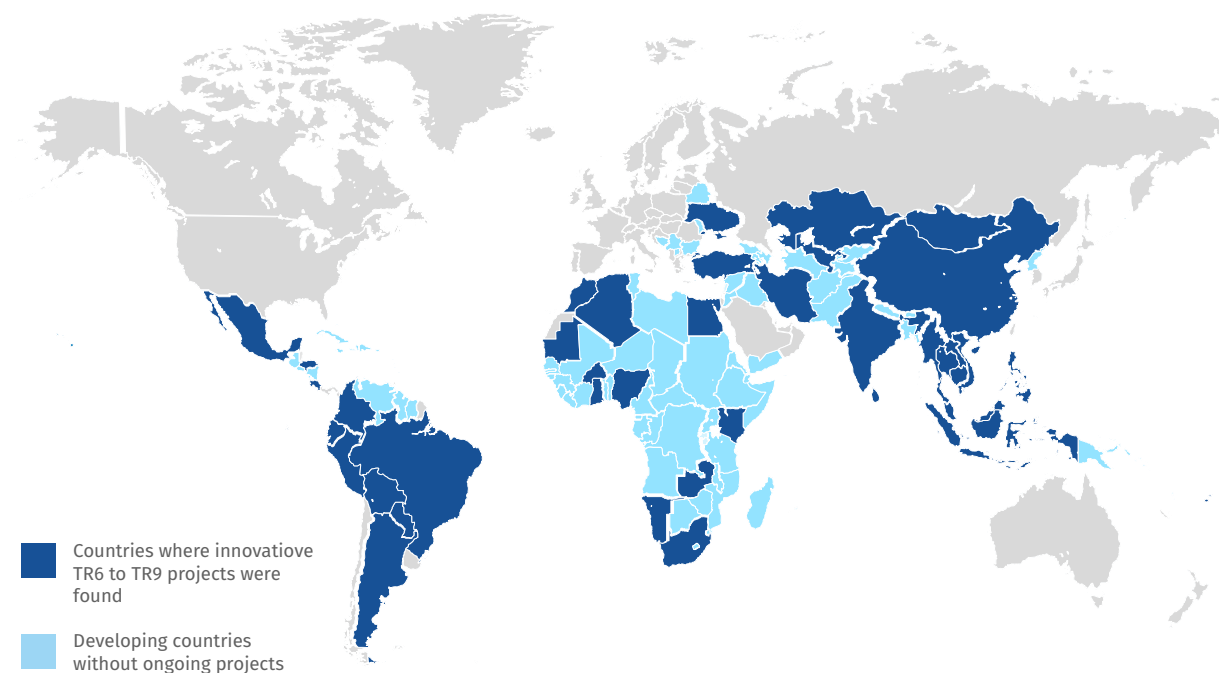 Countries where innovatiove
TR6 to TR9 projects were
found
Developing countries
without ongoing projects